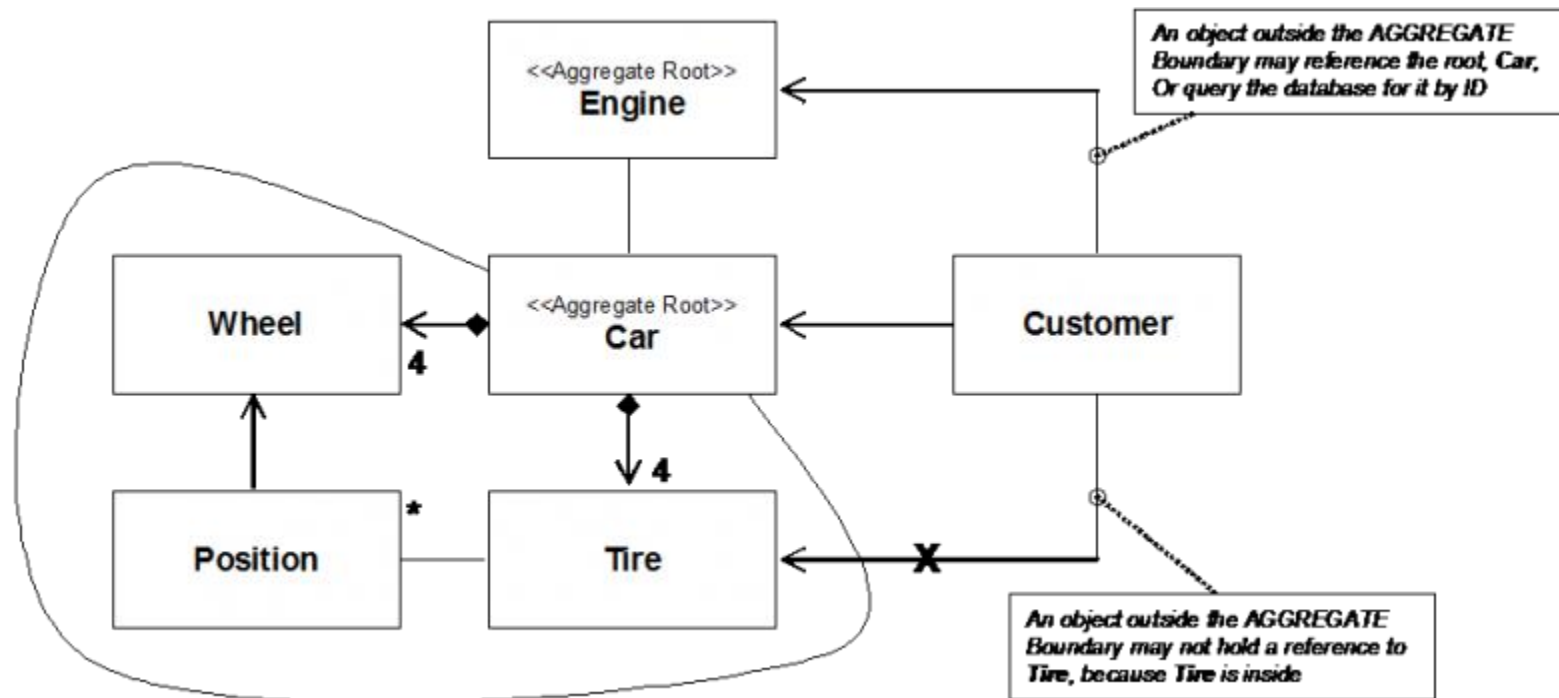 An object outside the AGGREGATE
Boundary may reference the root, Car,
Or query the database for it by ID
<<Aggregate Root>>
Engine
Wheel
<<Aggregate Root>>
Car
Customer
4
4
*
Position
Tire
X
An object outside the AGGREGATE
Boundary may not hold a reference to
Tire, because Tire is inside